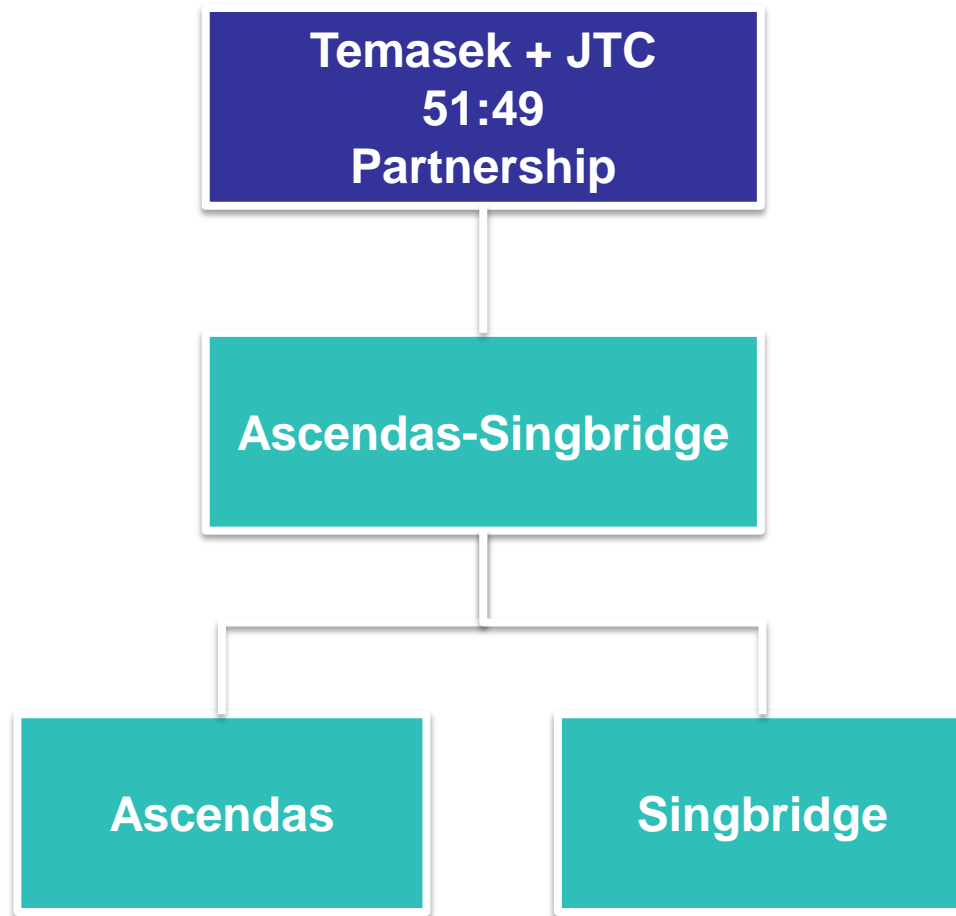 Temasek + JTC
51:49
Partnership
Ascendas-Singbridge
Ascendas
Singbridge